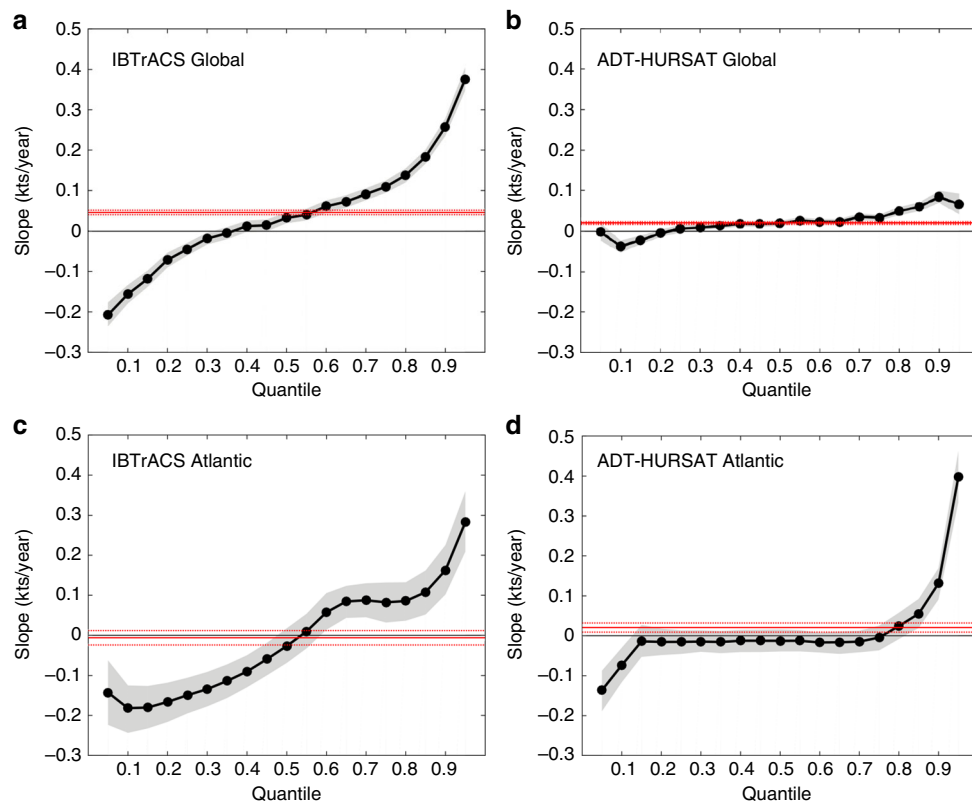 a
IBTrACS Global
Slope (kts/year)
0.5
0.4
0.3
0.2
0.1
0
−0.1
−0.2
−0.3
0.1 0.2 0.3 0.4 0.5 0.6 0.7 0.8 0.9
Quantile
b
ADT-HURSAT Global
Slope (kts/year)
0.5
0.4
0.3
0.2
0.1
0
−0.1
−0.2
−0.3
0.1 0.2 0.3 0.4 0.5 0.6 0.7 0.8 0.9
Quantile
c
IBTrACS Atlantic
Slope (kts/year)
0.5
0.4
0.3
0.2
0.1
0
−0.1
−0.2
−0.3
0.1 0.2 0.3 0.4 0.5 0.6 0.7 0.8 0.9
Quantile
d
ADT-HURSAT Atlantic
Slope (kts/year)
0.5
0.4
0.3
0.2
0.1
0
−0.1
−0.2
−0.3
0.1 0.2 0.3 0.4 0.5 0.6 0.7 0.8 0.9
Quantile